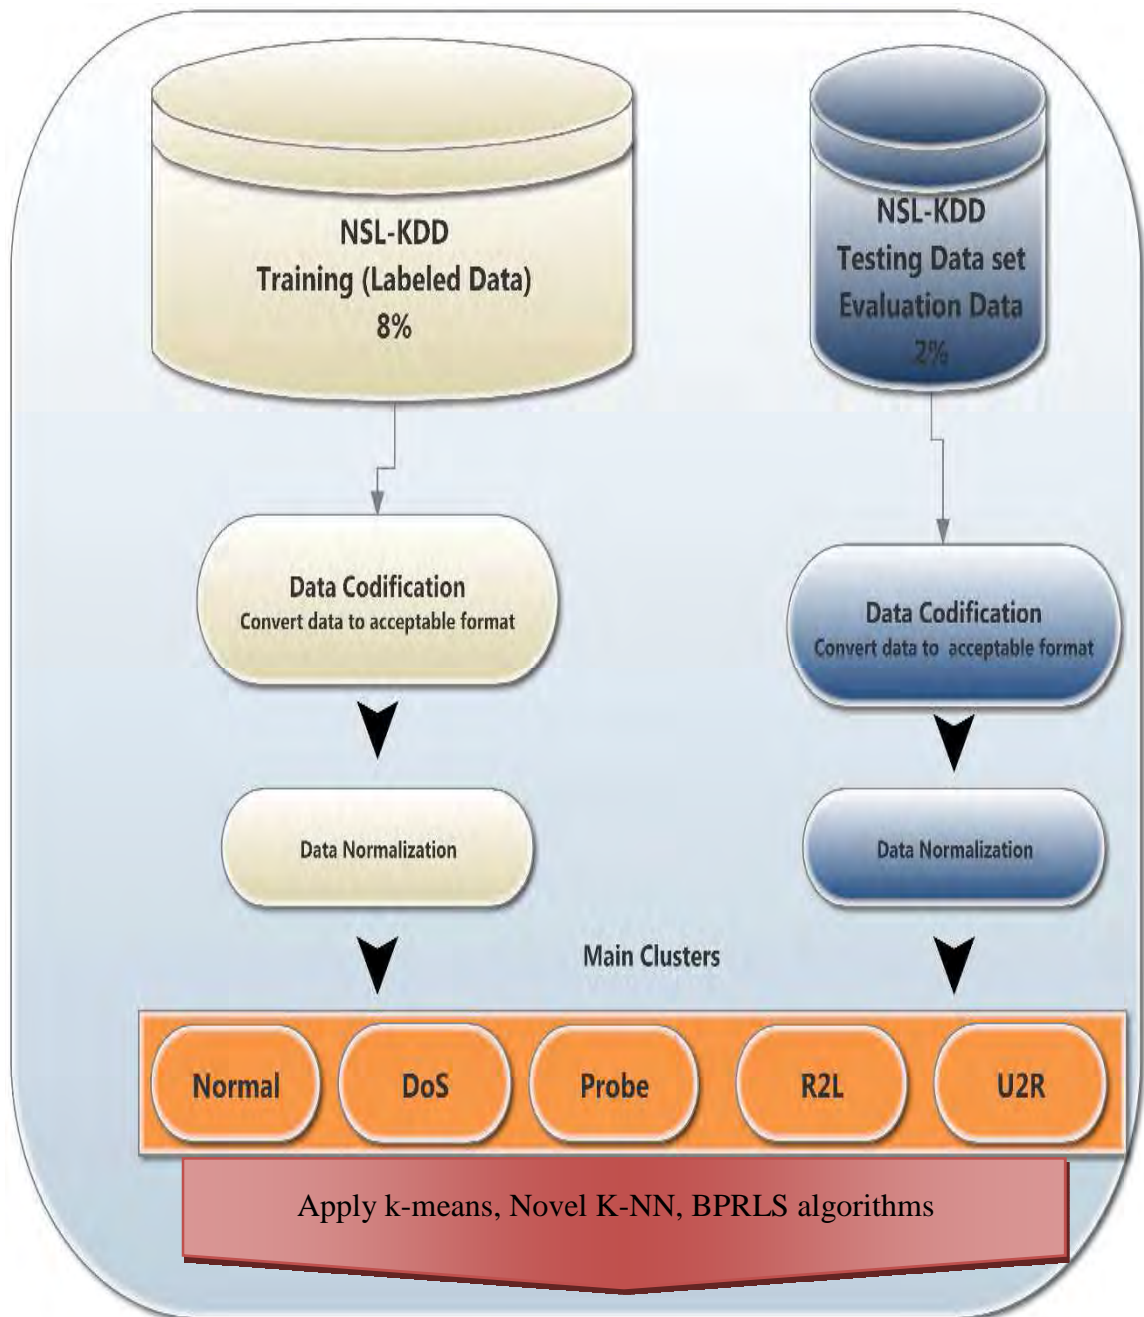 NSL-KDD
Training (Labeled Data)
8%
NSL-KDD
Testing Data set
Evaluation Data
2%
Data Codification
Convert data to acceptable format
Data Codification
Convert data to acceptable format
Data Normalization
Data Normalization
Main Clusters
Normal
DoS
Probe
R2L
U2R
Apply k-means, Novel K-NN, BPRLS algorithms